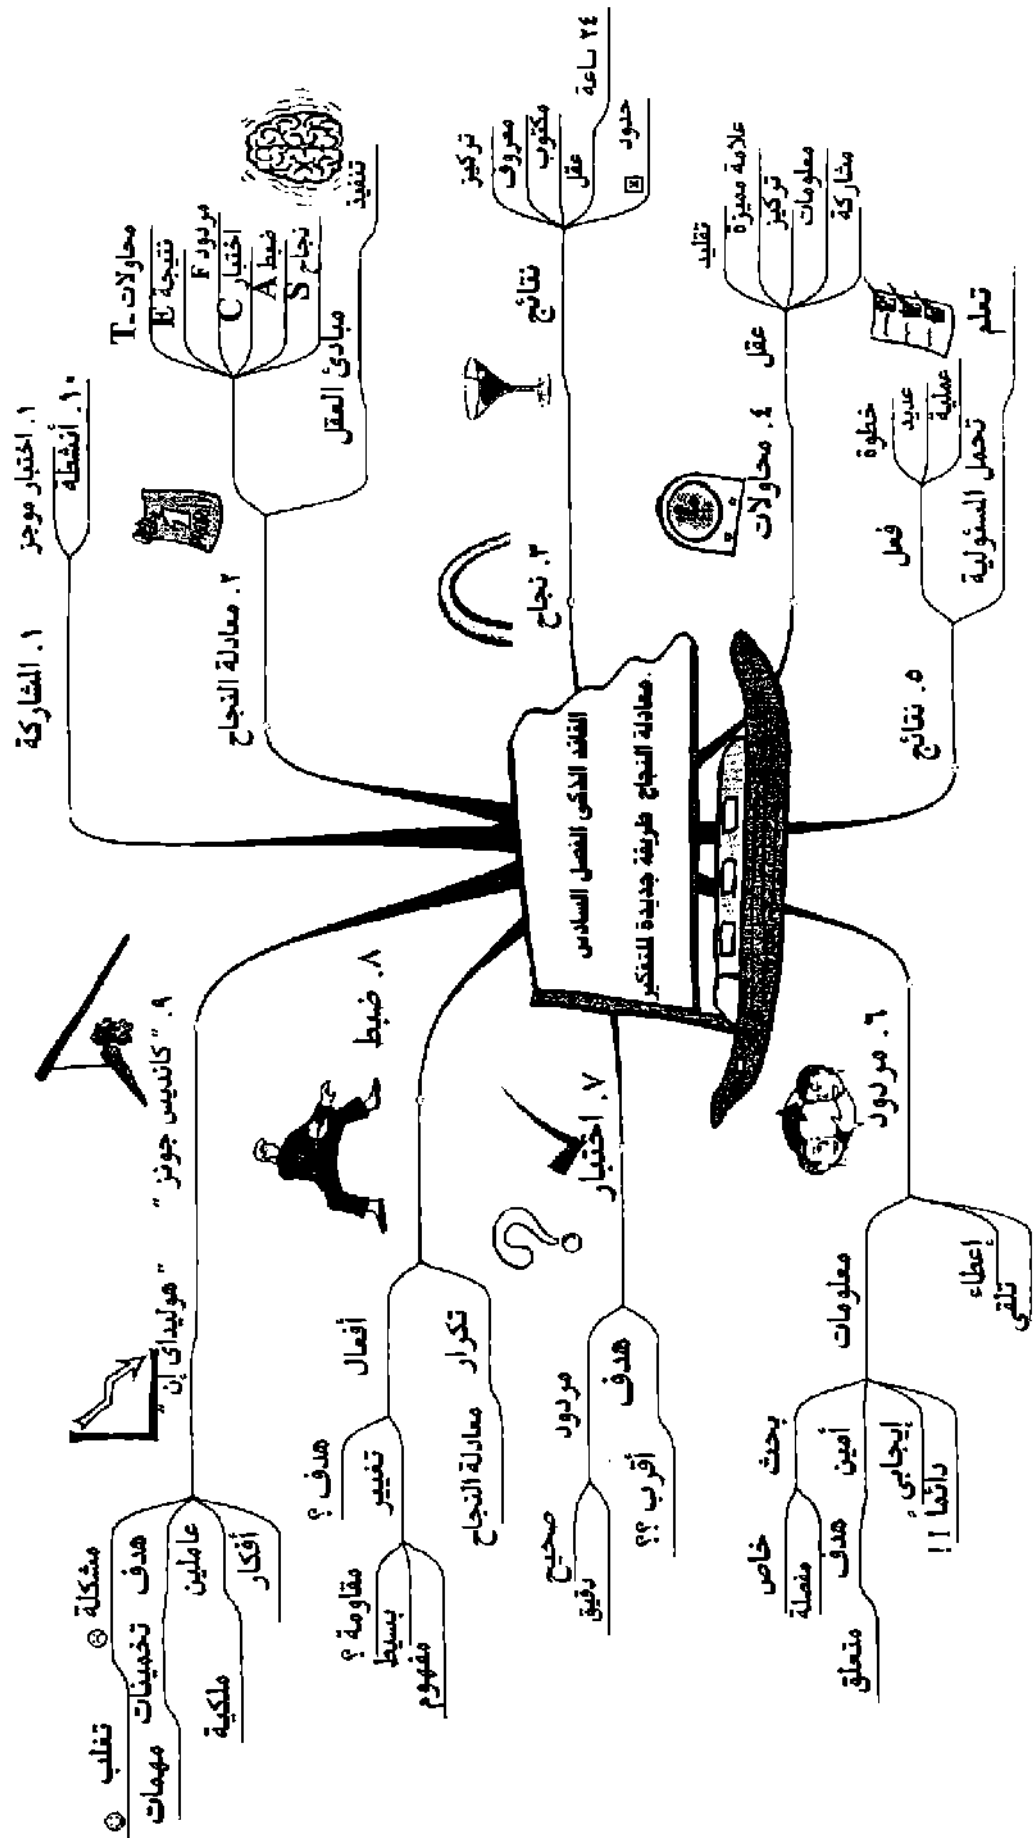 القائد الذكى الفصل السادس
معادلة النجاح طريقة جديدة للتفكير
١. المشاركة
١. اختبار موجز
١٠. أنشطة
٢. معادلة النجاح
محاولات - T
نتيجة E
مردود F
اختبار C
ضبط A
نجاح S
مبادئ العقل
تنفيذ
٣. نجاح
نتائج
تركيز
معروف
مكتوب
عقل
٢٤ ساعة
حدود
٤. محاولات
عقل
تقليد
علامة مميزة
تركيز
معلومات
مشاركة
٥. نتائج
فعل
خطوة
عديد
عملية
تحمل المسئولية
تعلم
٦. مردود
معلومات
بحث
خاص
مفصلة
أمين
هدف
متعلق
إيجابى
دائماً !!
إعطاء
تلقى
٧. اختبار
مردود
صحيح
دقيق
هدف
أقرب ؟؟
٨. ضبط
أفعال
هدف ؟
تغيير
مقاومة ؟
بسيط
مفهوم
تكرار
معادلة النجاح
٩. "كانديس جونز"
"هوليداى إن"
مشكلة
تغلب
هدف
تخمينات
مهمات
عاملين
ملكية
أفكار